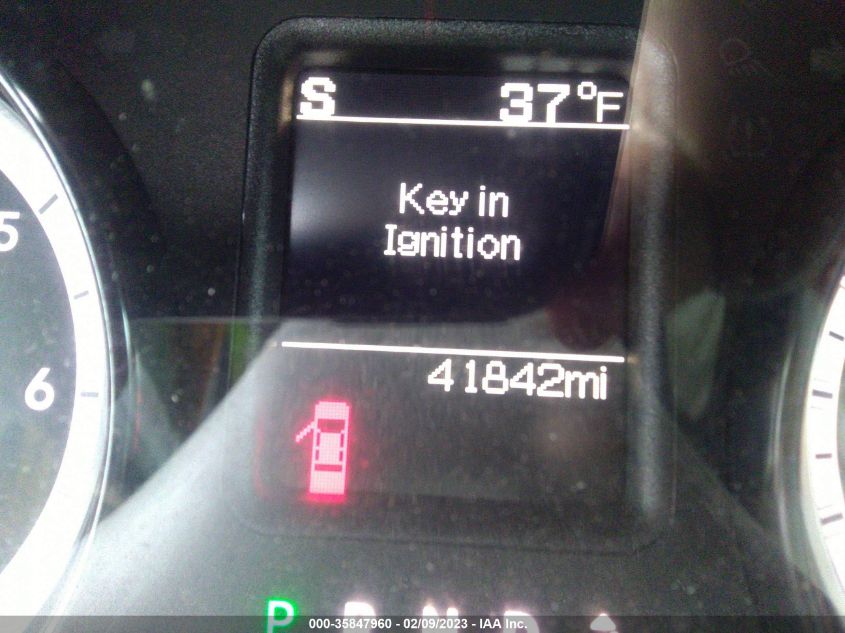 S 37°F
Key in
Ignition
5
6
41842mi
P R N D
000-35847960 - 02/09/2023 - IAA Inc.